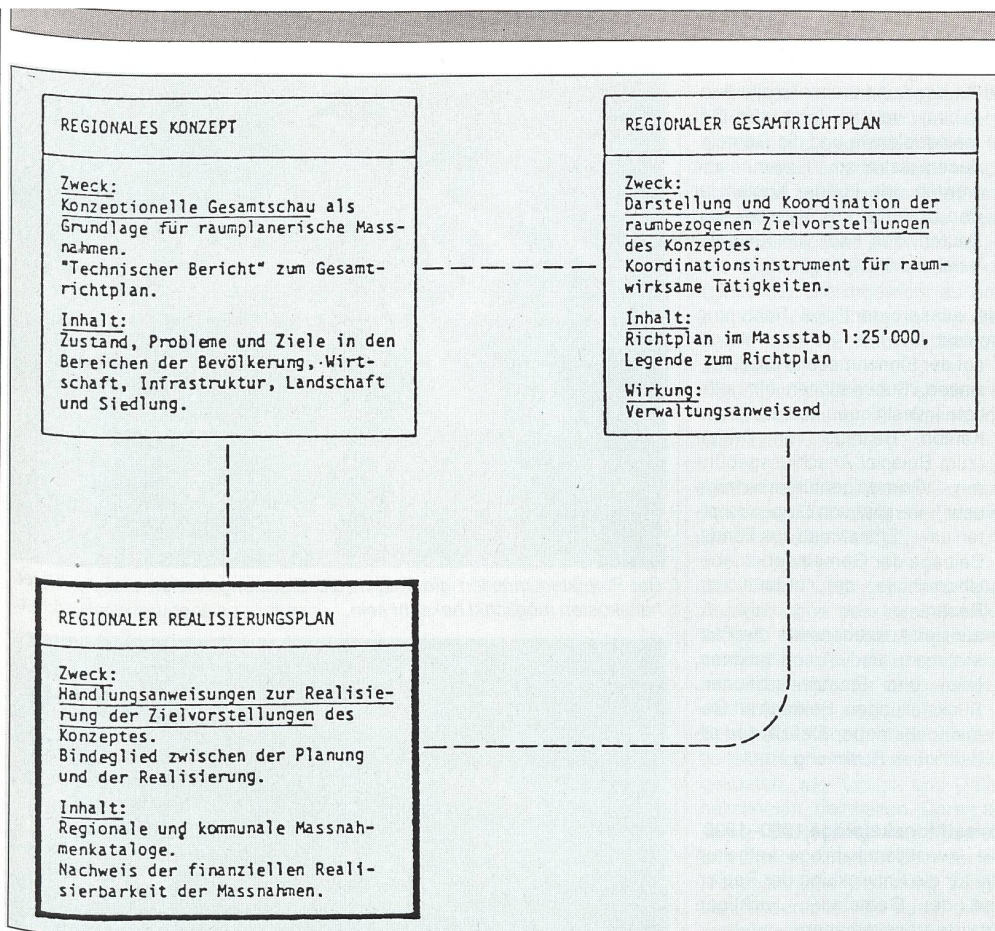 REGIONALES KONZEPT
Zweck:
Konzeptionelle Gesamtschau als
Grundlage für raumplanerische Mass-
nahmen.
"Technischer Bericht" zum Gesamt-
richtplan.
Inhalt:
Zustand, Probleme und Ziele in den
Bereichen der Bevölkerung, Wirt-
schaft, Infrastruktur, Landschaft
und Siedlung.
REGIONALER GESAMTRICHTPLAN
Zweck:
Darstellung und Koordination der
raumbezogenen Zielvorstellungen
des Konzeptes.
Koordinationsinstrument für raum-
wirksame Tätigkeiten.
Inhalt:
Richtplan im Massstab 1:25'000,
Legende zum Richtplan
Wirkung:
Verwaltungsanweisend
REGIONALER REALISIERUNGSPLAN
Zweck:
Handlungsanweisungen zur Realisie-
rung der Zielvorstellungen des
Konzeptes.
Bindeglied zwischen der Planung
und der Realisierung.
Inhalt:
Regionale und kommunale Massnah-
menkataloge.
Nachweis der finanziellen Reali-
sierbarkeit der Massnahmen.